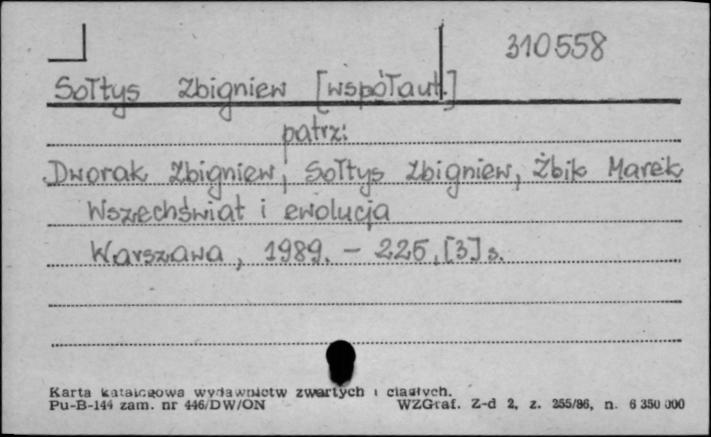 310558
Sołtys Zbigniew [współaut.]
patrz:
Dworak Zbigniew, Sołtys Zbigniew, Żbik Marek
Wszechświat i ewolucja
Warszawa, 1989. – 225, [3] s.
Karta katalogowa wydawnictw zwartych i ciągłych.
Pu-B-144 zam. nr 446/DW/ON WZGraf. Z-d 2, z. 255/86, n. 6 350 000